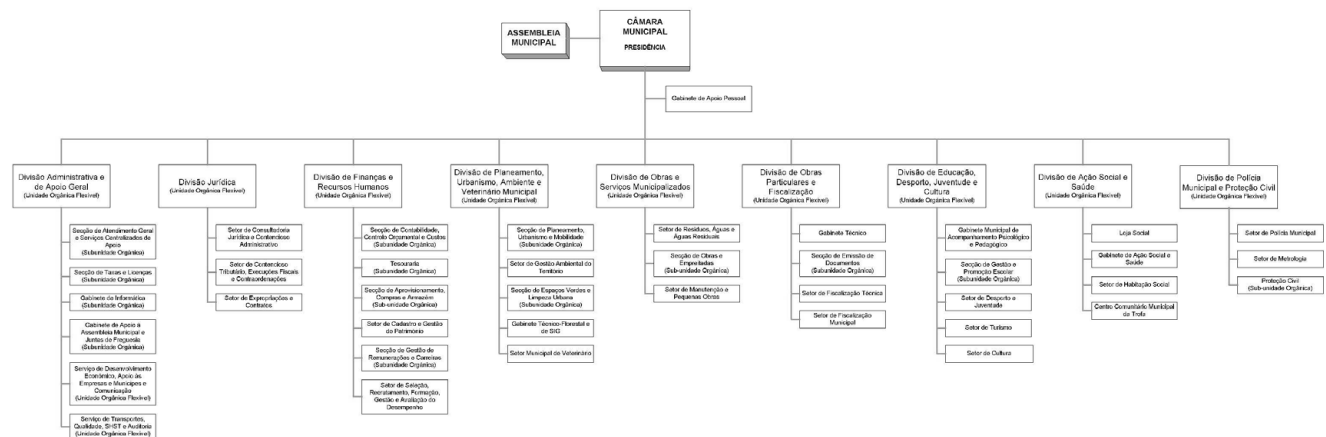 ASSEMBLEIA
MUNICIPAL
CÂMARA
MUNICIPAL
PRESIDÊNCIA
Gabinete de Apoio Pessoal
Divisão Administrativa e
de Apoio Geral
(Unidade Orgânica Flexível)
Secção de Atendimento Geral
e Serviços Centralizados de
Apoio
(Subunidade Orgânica)
Secção de Taxas e Licenças
(Subunidade Orgânica)
Gabinete de Informática
(Subunidade Orgânica)
Gabinete de Apoio à
Assembleia Municipal e
Juntas de Freguesia
(Subunidade Orgânica)
Serviço de Desenvolvimento
Económico, Apoio às
Empresas e Munícipes e
Comunicação
(Unidade Orgânica Flexível)
Serviço de Transportes,
Qualidade, SHST e Auditoria
(Unidade Orgânica Flexível)
Divisão Jurídica
(Unidade Orgânica Flexível)
Setor de Consultadoria
Jurídica e Contencioso
Administrativo
Setor de Contencioso
Tributário, Execuções Fiscais
e Contraordenações
Setor de Expropriações e
Contratos
Divisão de Finanças e
Recursos Humanos
(Unidade Orgânica Flexível)
Secção de Contabilidade,
Controlo Orçamental e Custos
(Subunidade Orgânica)
Tesouraria
(Subunidade Orgânica)
Secção de Aprovisionamento,
Compras e Armazém
(Sub-unidade Orgânica)
Setor de Cadastro e Gestão
do Património
Secção de Gestão de
Remunerações e Carreiras
(Subunidade Orgânica)
Setor de Seleção,
Recrutamento, Formação,
Gestão e Avaliação do
Desempenho
Divisão de Planeamento,
Urbanismo, Ambiente e
Veterinário Municipal
(Unidade Orgânica Flexível)
Secção de Planeamento,
Urbanismo e Mobilidade
(Subunidade Orgânica)
Setor de Gestão Ambiental do
Território
Secção de Espaços Verdes e
Limpeza Urbana
(Subunidade Orgânica)
Gabinete Técnico-Florestal e
de SIG
Setor Municipal de Veterinário
Divisão de Obras
e Serviços Municipalizados
(Unidade Orgânica Flexível)
Setor de Resíduos, Águas e
Águas Residuais
Secção de Obras e
Empreitadas
(Sub-unidade Orgânica)
Setor de Manutenção e
Pequenas Obras
Divisão de Obras
Particulares e
Fiscalização
(Unidade Orgânica Flexível)
Gabinete Técnico
Secção de Emissão de
Documentos
(Subunidade Orgânica)
Setor de Fiscalização Técnica
Setor de Fiscalização
Municipal
Divisão de Educação,
Desporto, Juventude e
Cultura
(Unidade Orgânica Flexível)
Gabinete Municipal de
Acompanhamento Psicológico
e Pedagógico
Secção de Gestão e
Promoção Escolar
(Subunidade Orgânica)
Setor de Desporto e
Juventude
Setor de Turismo
Setor de Cultura
Divisão de Ação Social e
Saúde
(Unidade Orgânica Flexível)
Loja Social
Gabinete de Ação Social e
Saúde
Setor de Habitação Social
Centro Comunitário Municipal
da Trofa
Divisão de Polícia
Municipal e Proteção Civil
(Unidade Orgânica Flexível)
Setor de Polícia Municipal
Setor de Metrologia
Proteção Civil
(Sub-unidade Orgânica)